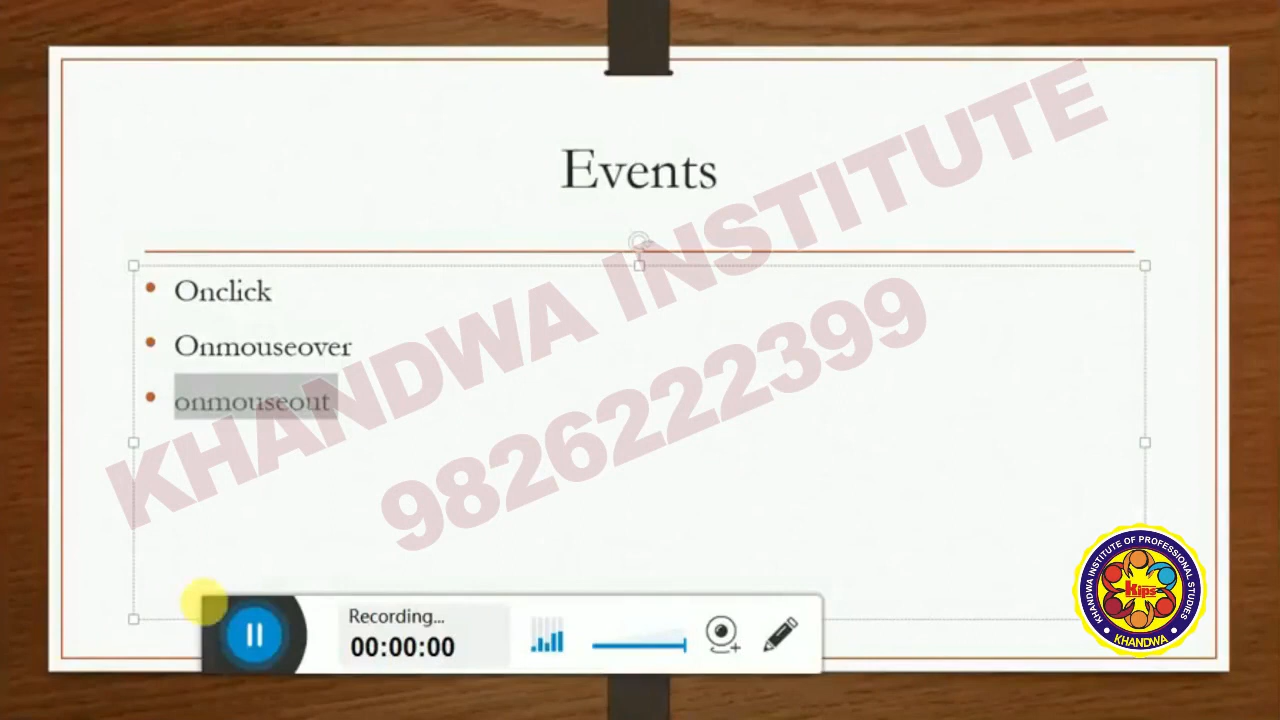 Events
Onclick
Onmouseover
onmouseout
KHANDWA INSTITUTE
9826222399
Recording...
00:00:00
KHANDWA INSTITUTE OF PROFESSIONAL STUDIES
Kips
• KHANDWA •